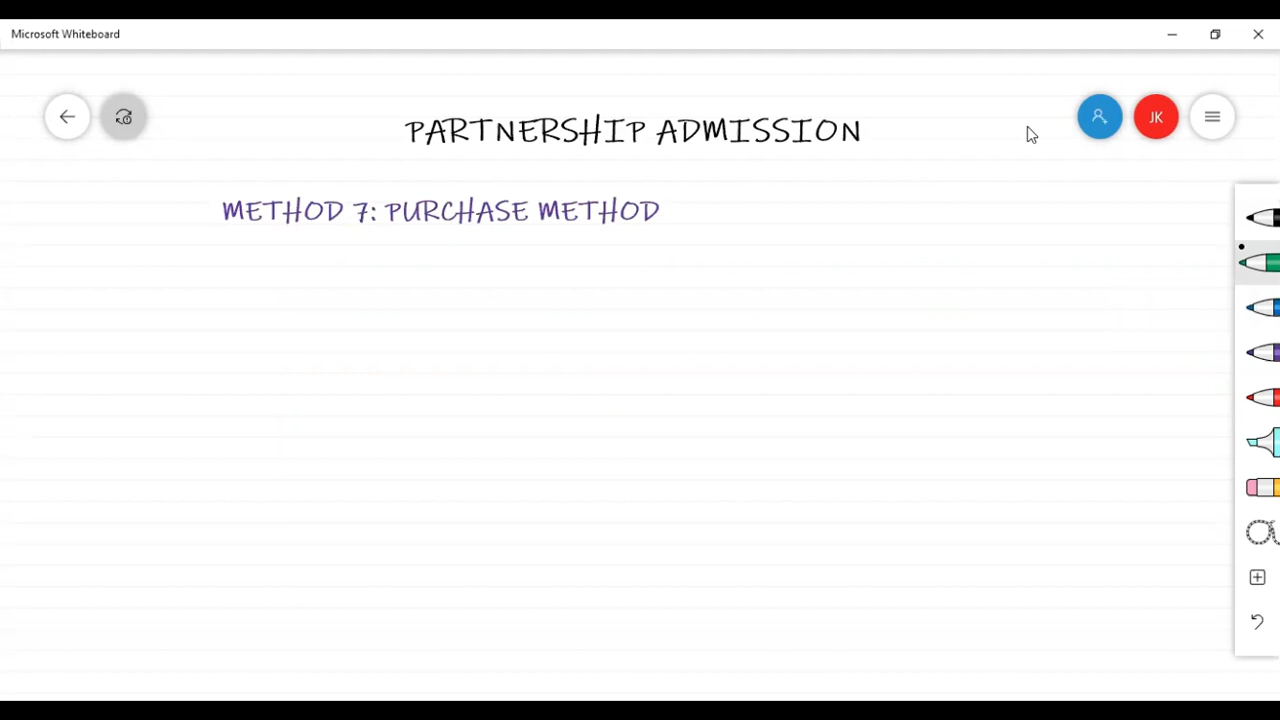 Microsoft Whiteboard
JK
PARTNERSHIP ADMISSION
METHOD 7: PURCHASE METHOD